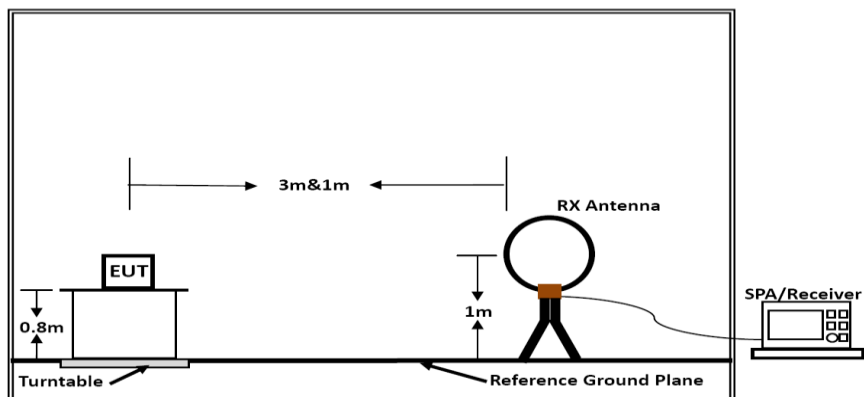 3m&1m
RX Antenna
EUT
1m
0.8m
SPA/Receiver
Turntable
Reference Ground Plane